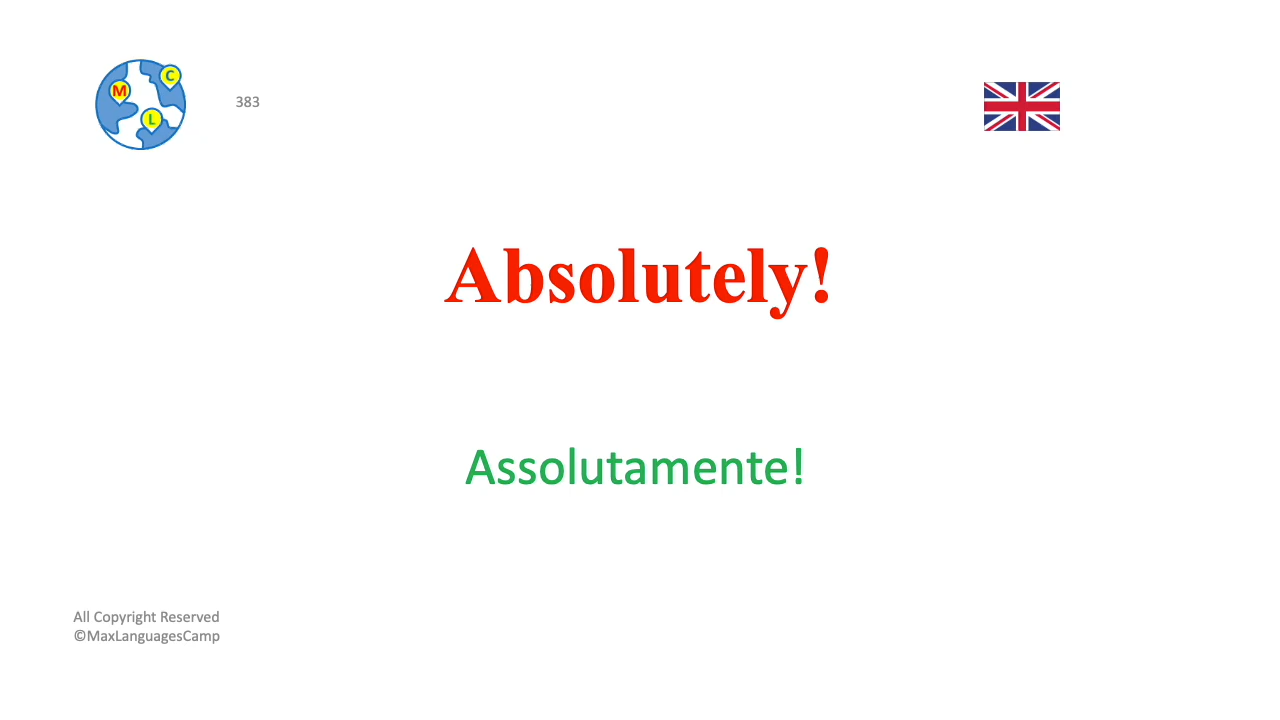 M
C
L
383
Absolutely!
Assolutamente!
All Copyright Reserved
©MaxLanguagesCamp